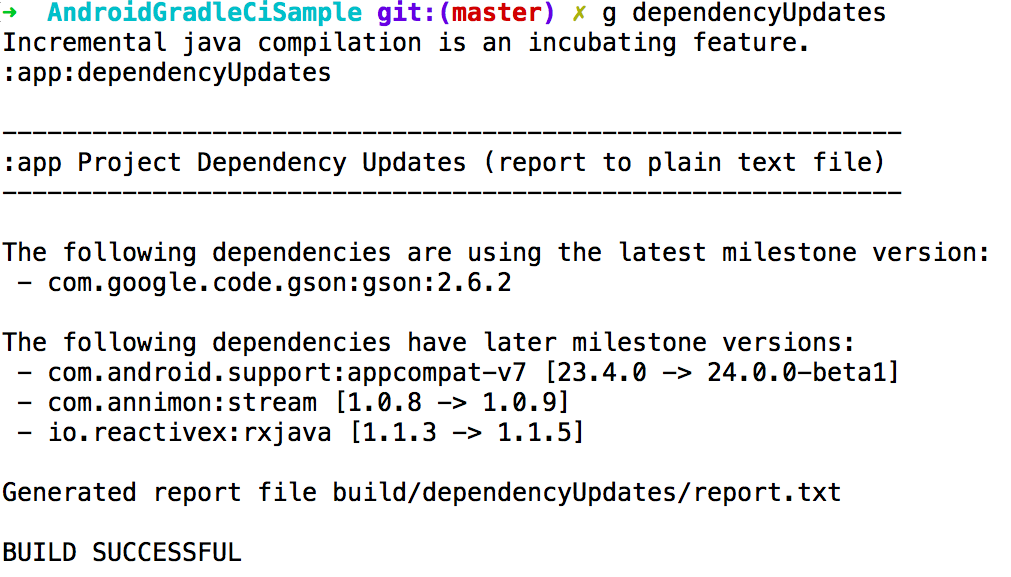 ➜  AndroidGradleCiSample git:(master) ✗ g dependencyUpdates
Incremental java compilation is an incubating feature.
:app:dependencyUpdates
------------------------------------------------------------
:app Project Dependency Updates (report to plain text file)
------------------------------------------------------------
The following dependencies are using the latest milestone version:
 - com.google.code.gson:gson:2.6.2
The following dependencies have later milestone versions:
 - com.android.support:appcompat-v7 [23.4.0 -> 24.0.0-beta1]
 - com.annimon:stream [1.0.8 -> 1.0.9]
 - io.reactivex:rxjava [1.1.3 -> 1.1.5]
Generated report file build/dependencyUpdates/report.txt
BUILD SUCCESSFUL